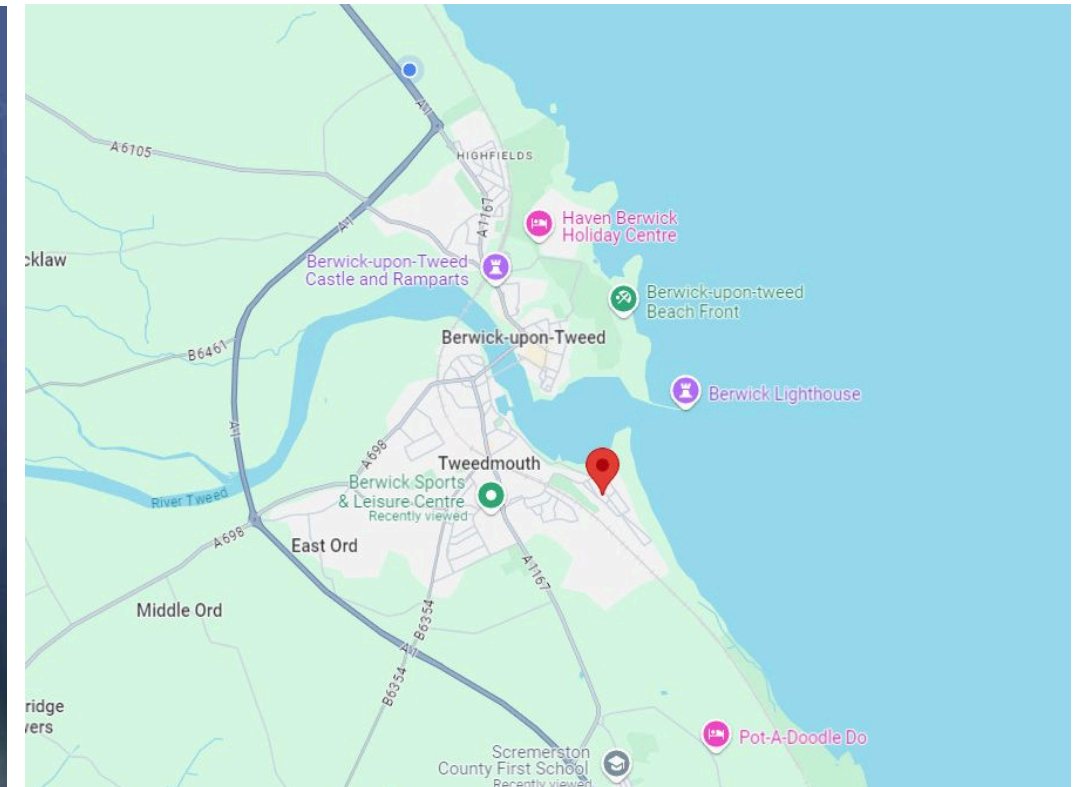 A1
A6105
HIGHFIELDS
A1167
Haven Berwick
Holiday Centre
A1
cklaw
Berwick-upon-Tweed
Castle and Ramparts
Berwick-upon-tweed
Beach Front
Berwick-upon-Tweed
B6461
Berwick Lighthouse
A1
A698
Tweedmouth
Berwick Sports
& Leisure Centre
Recently viewed
River Tweed
A698
East Ord
A1167
Middle Ord
B6354
A1
B6354
ridge
wers
Pot-A-Doodle Do
Scremerston
County First School
Recently viewed